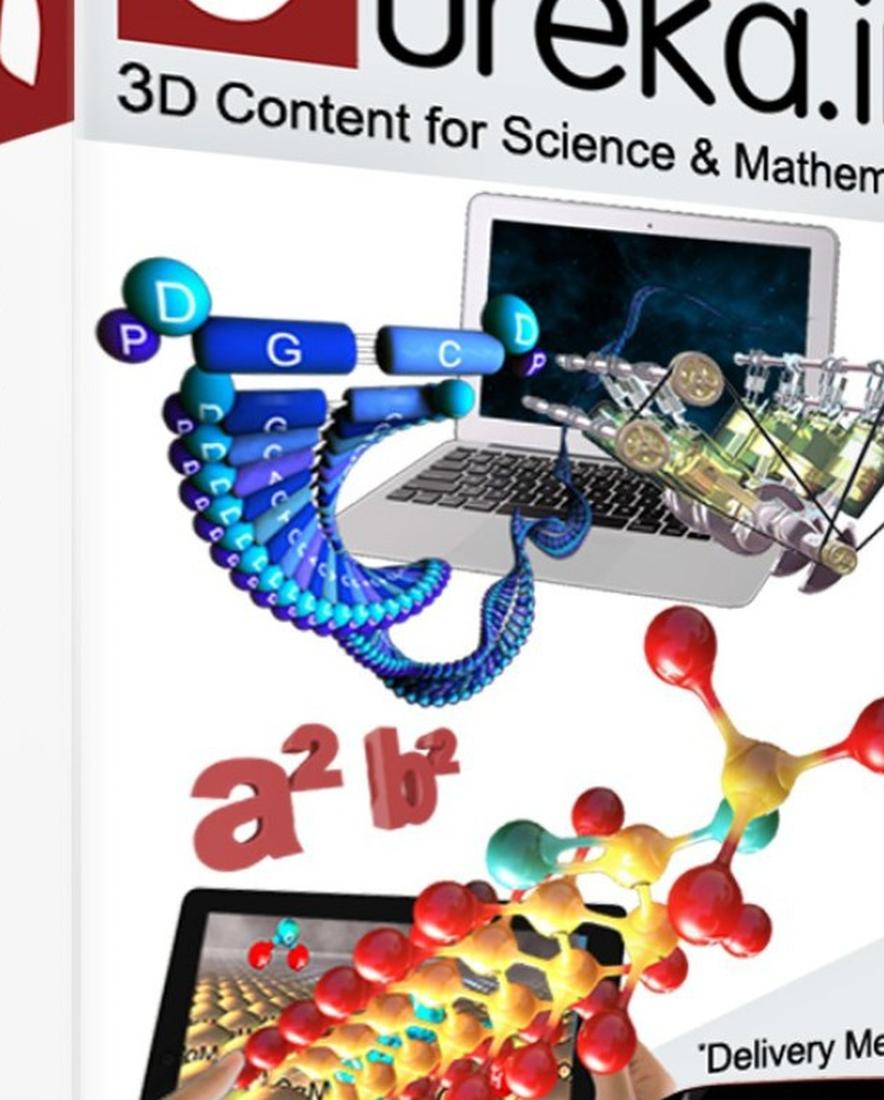 ureka.i
3D Content for Science & Mathem
D
P
G
C
D
P
D
G
a² b²
*Delivery Me